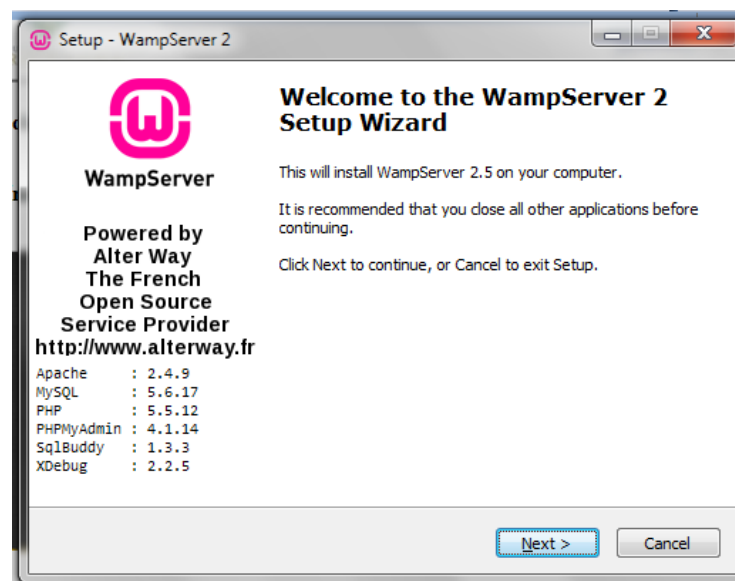 Setup - WampServer 2
WampServer
Powered by
Alter Way
The French
Open Source
Service Provider
http://www.alterway.fr
Apache : 2.4.9
MySQL : 5.6.17
PHP : 5.5.12
PHPMyAdmin : 4.1.14
SqlBuddy : 1.3.3
XDebug : 2.2.5
Welcome to the WampServer 2
Setup Wizard
This will install WampServer 2.5 on your computer.
It is recommended that you close all other applications before
continuing.
Click Next to continue, or Cancel to exit Setup.
Next >
Cancel